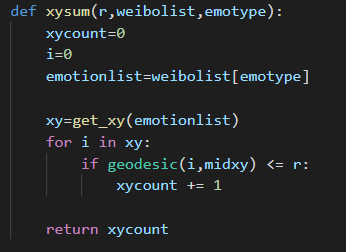 def xysum(r,weibolist,emotype):
    xycount=0
    i=0
    emotionlist=weibolist[emotype]
    xy=get_xy(emotionlist)
    for i in xy:
        if geodesic(i,midxy) <= r:
            xycount += 1
    return xycount